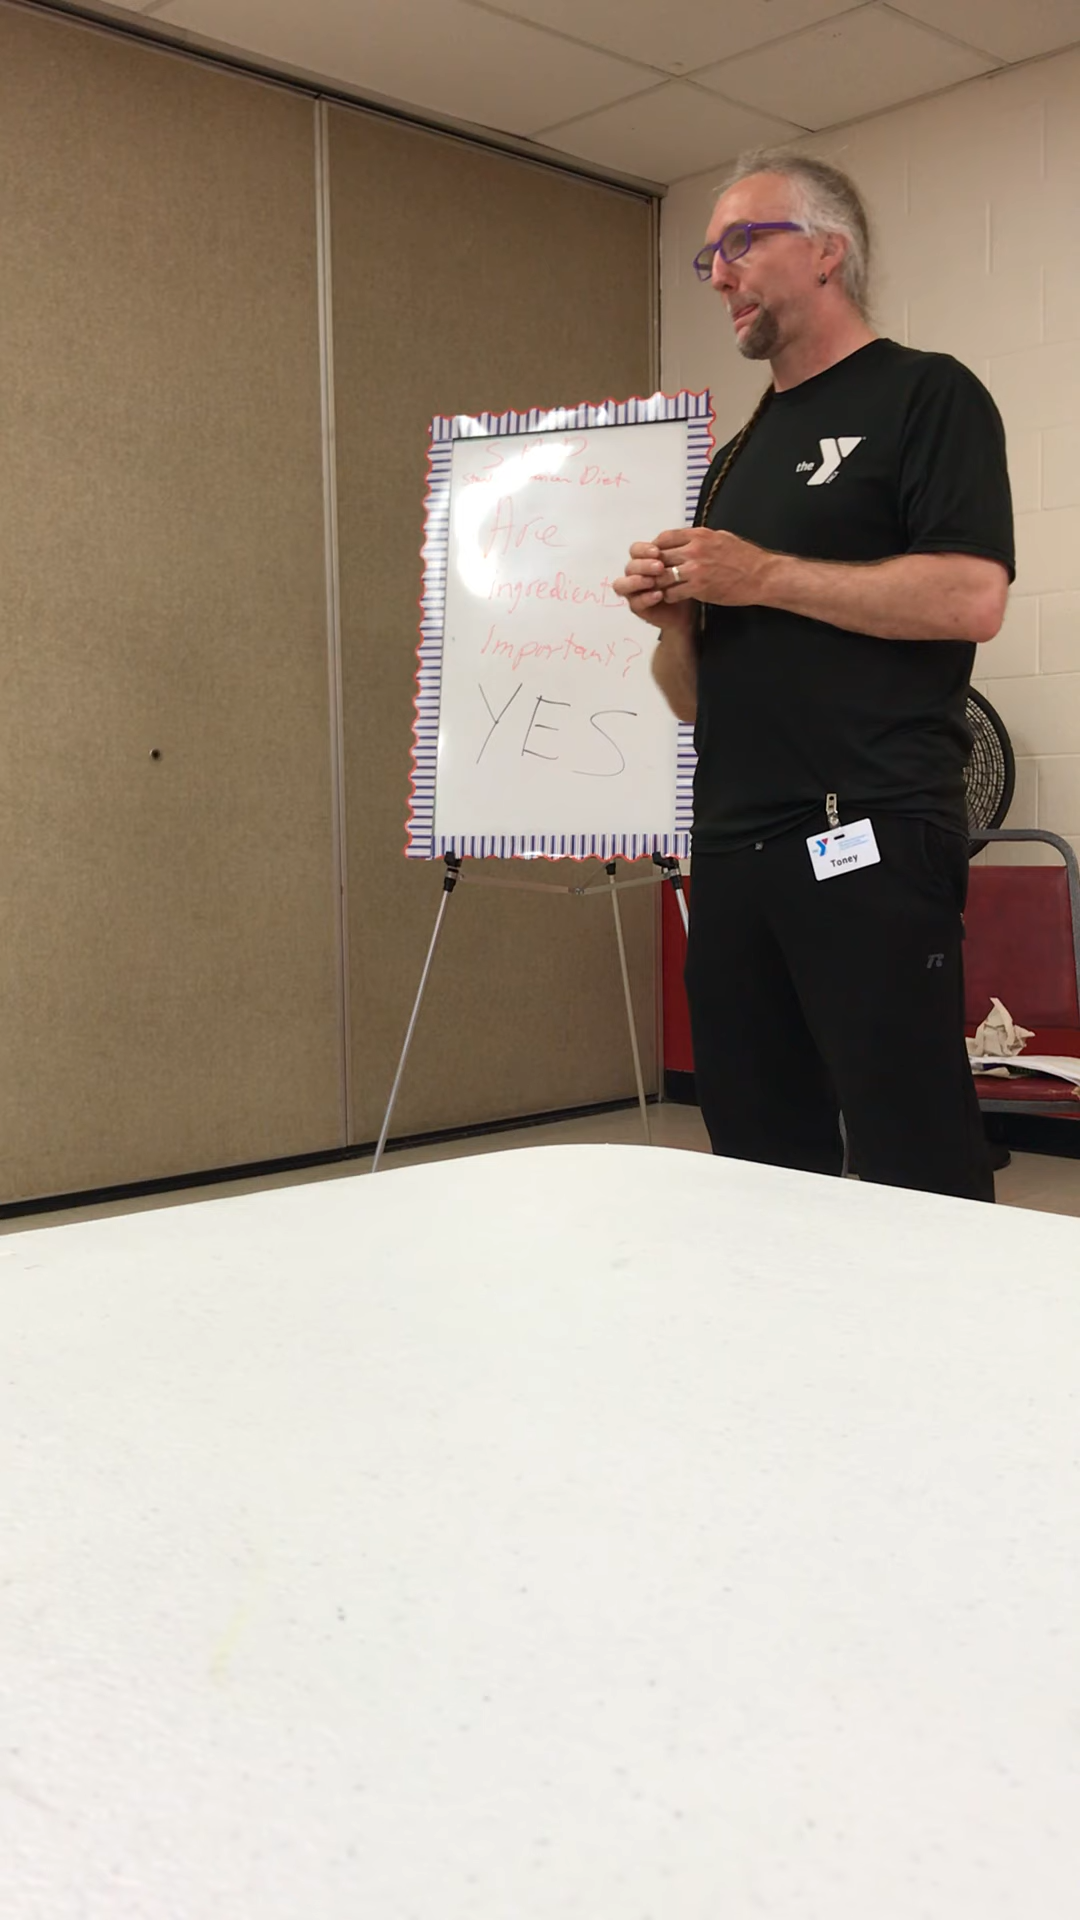 S A D
Diet
Are
ingredients
Important?
YES
the Y
Toney